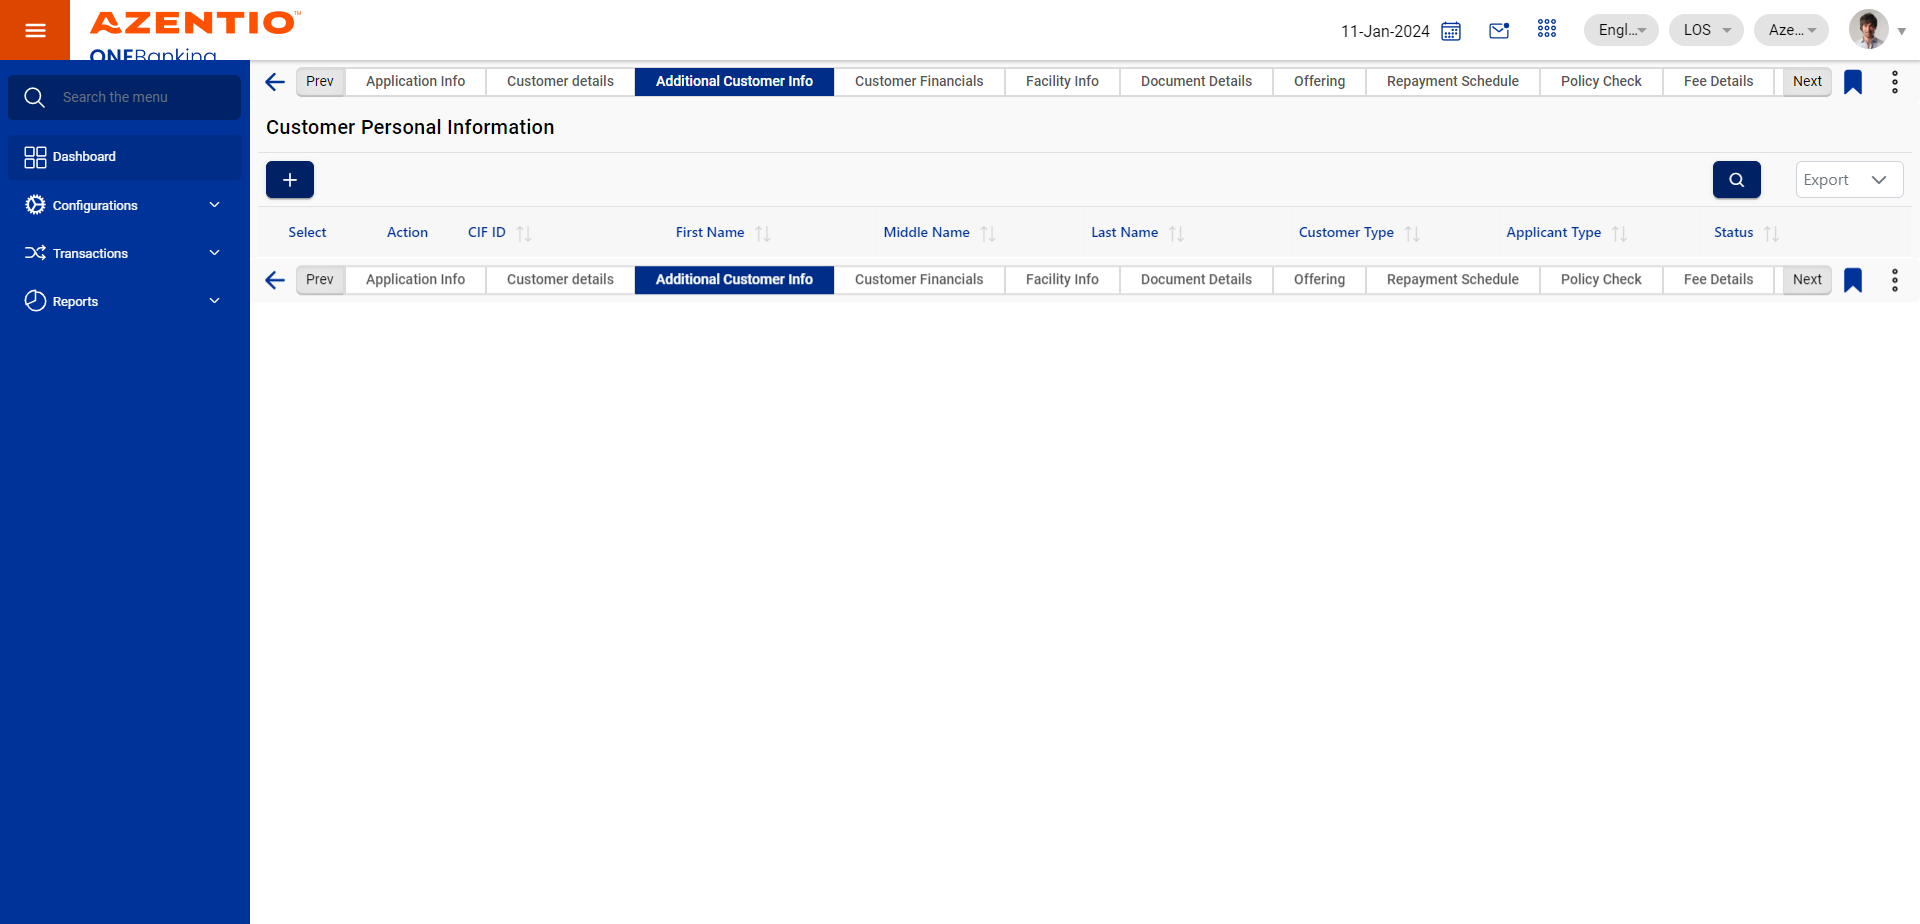 AZENTIO™
ONEBanking
11-Jan-2024
Engl...
LOS
Aze...
Search the menu
Dashboard
Configurations
Transactions
Reports
Prev Application Info Customer details Additional Customer Info Customer Financials Facility Info Document Details Offering Repayment Schedule Policy Check Fee Details Next
Customer Personal Information
+
Export
Select Action CIF ID First Name Middle Name Last Name Customer Type Applicant Type Status
Prev Application Info Customer details Additional Customer Info Customer Financials Facility Info Document Details Offering Repayment Schedule Policy Check Fee Details Next